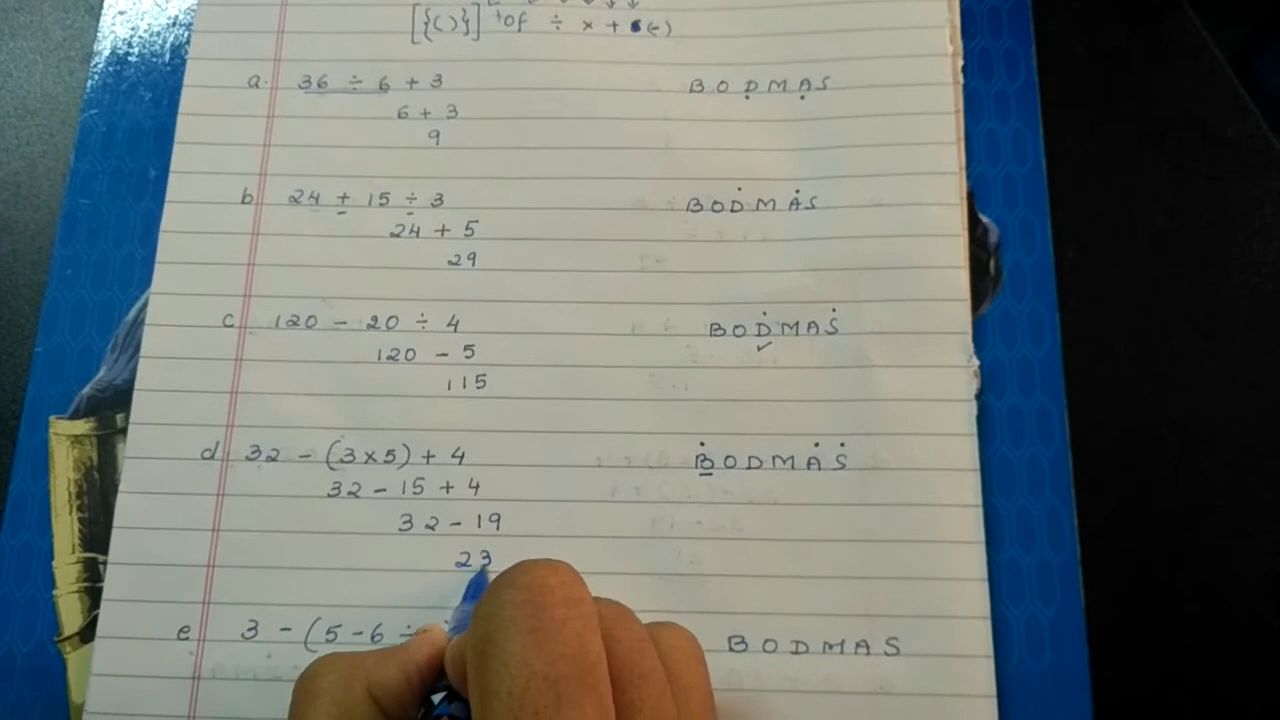 [{()}] of ÷ × + (-)
a. 36 ÷ 6 + 3 BODMAS
6 + 3
9
b 24 + 15 ÷ 3 BODMAS
24 + 5
29
c 120 - 20 ÷ 4 BODMAS
120 - 5
115
d 32 - (3×5) + 4 BODMAS
32 - 15 + 4
32 - 19
23
e 3 - (5 - 6 ÷ BODMAS